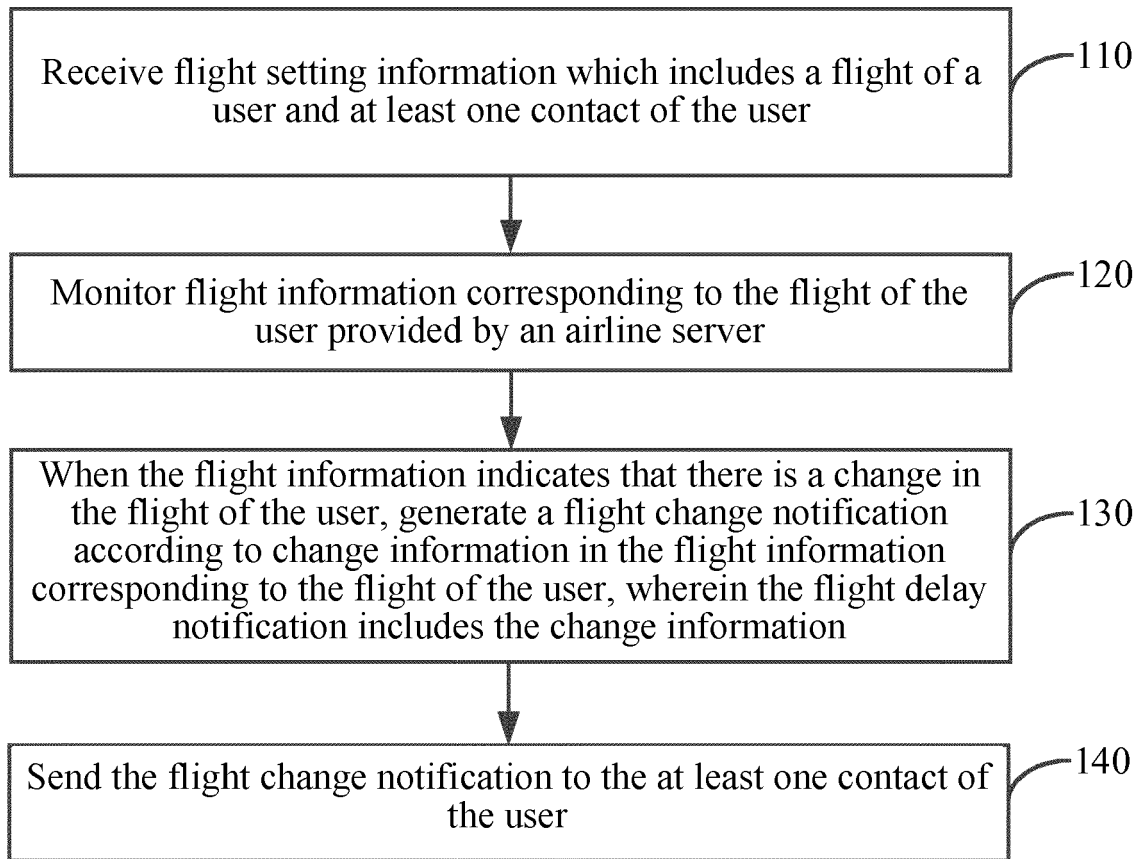 Receive flight setting information which includes a flight of a
user and at least one contact of the user
110
Monitor flight information corresponding to the flight of the
user provided by an airline server
120
When the flight information indicates that there is a change in
the flight of the user, generate a flight change notification
according to change information in the flight information
corresponding to the flight of the user, wherein the flight delay
notification includes the change information
130
Send the flight change notification to the at least one contact of
the user
140